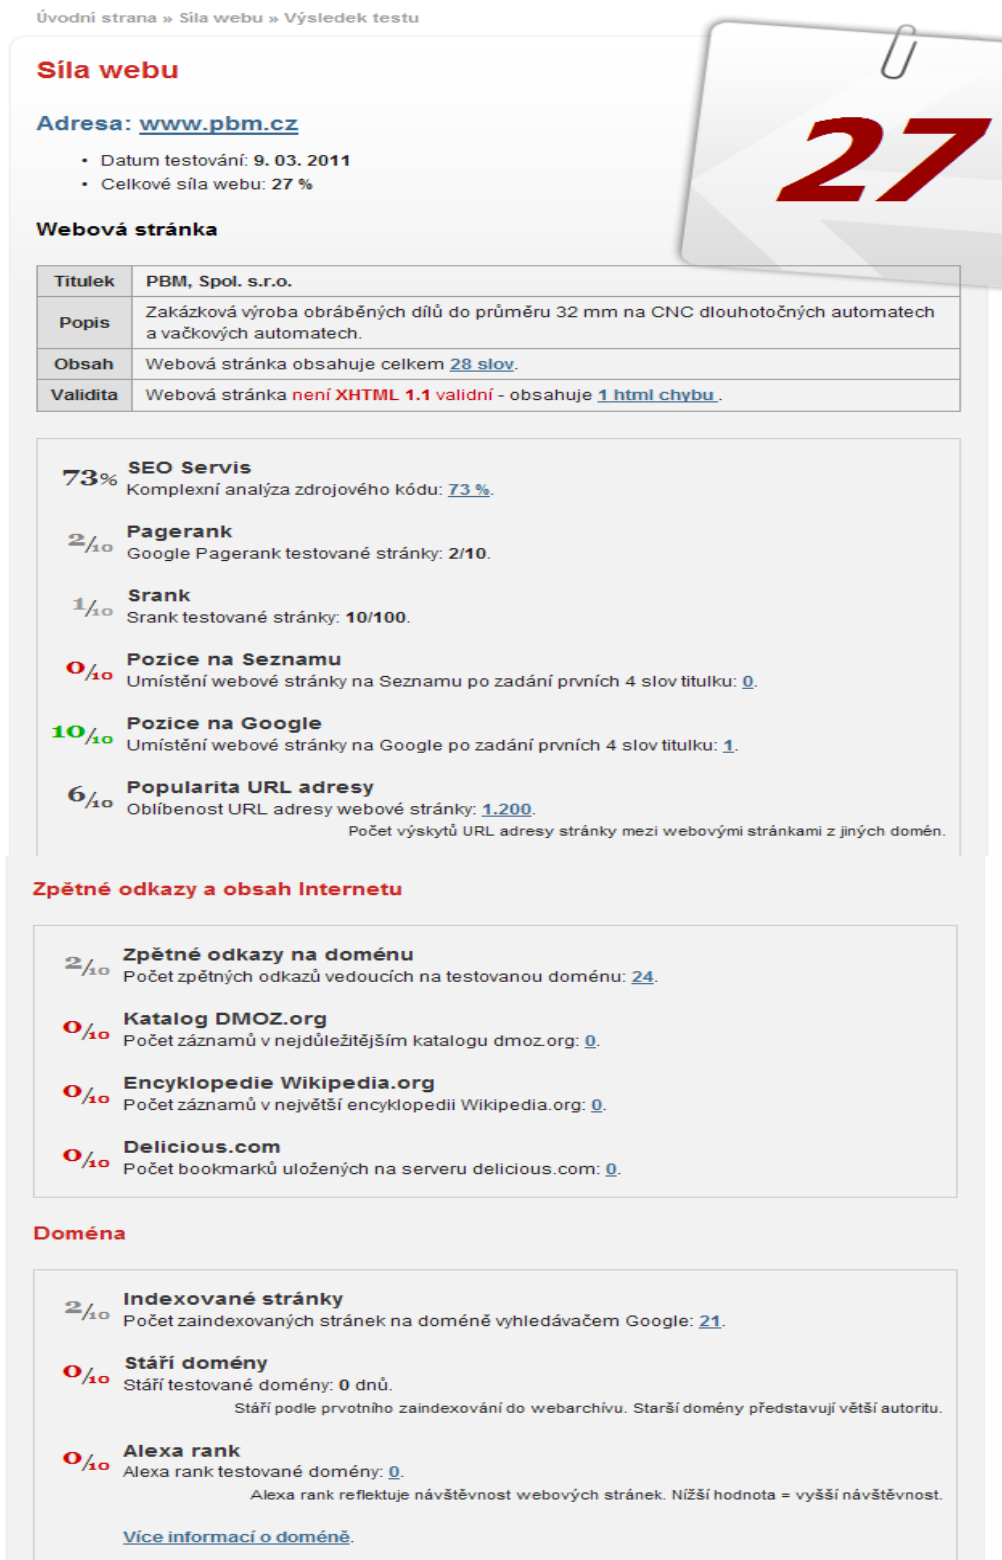 Úvodní strana » Síla webu » Výsledek testu
Síla webu
27
Adresa: www.pbm.cz
• Datum testování: 9. 03. 2011
• Celkové síla webu: 27 %
Webová stránka
Titulek PBM, Spol. s.r.o.
Popis Zakázková výroba obráběných dílů do průměru 32 mm na CNC dlouhotočných automatech
a vačkových automatech.
Obsah Webová stránka obsahuje celkem 28 slov.
Validita Webová stránka není XHTML 1.1 validní - obsahuje 1 html chybu .
73% SEO Servis
Komplexní analýza zdrojového kódu: 73 %.
2/10 Pagerank
Google Pagerank testované stránky: 2/10.
1/10 Srank
Srank testované stránky: 10/100.
0/10 Pozice na Seznamu
Umístění webové stránky na Seznamu po zadání prvních 4 slov titulku: 0.
10/10 Pozice na Google
Umístění webové stránky na Google po zadání prvních 4 slov titulku: 1.
6/10 Popularita URL adresy
Oblíbenost URL adresy webové stránky: 1.200.
Počet výskytů URL adresy stránky mezi webovými stránkami z jiných domén.
Zpětné odkazy a obsah Internetu
2/10 Zpětné odkazy na doménu
Počet zpětných odkazů vedoucích na testovanou doménu: 24.
0/10 Katalog DMOZ.org
Počet záznamů v nejdůležitějším katalogu dmoz.org: 0.
0/10 Encyklopedie Wikipedia.org
Počet záznamů v největší encyklopedii Wikipedia.org: 0.
0/10 Delicious.com
Počet bookmarků uložených na serveru delicious.com: 0.
Doména
2/10 Indexované stránky
Počet zaindexovaných stránek na doméně vyhledávačem Google: 21.
0/10 Stáří domény
Stáří testované domény: 0 dnů.
Stáří podle prvotního zaindexování do webarchívu. Starší domény představují větší autoritu.
0/10 Alexa rank
Alexa rank testované domény: 0.
Alexa rank reflektuje návštěvnost webových stránek. Nížší hodnota = vyšší návštěvnost.
Více informací o doméně.